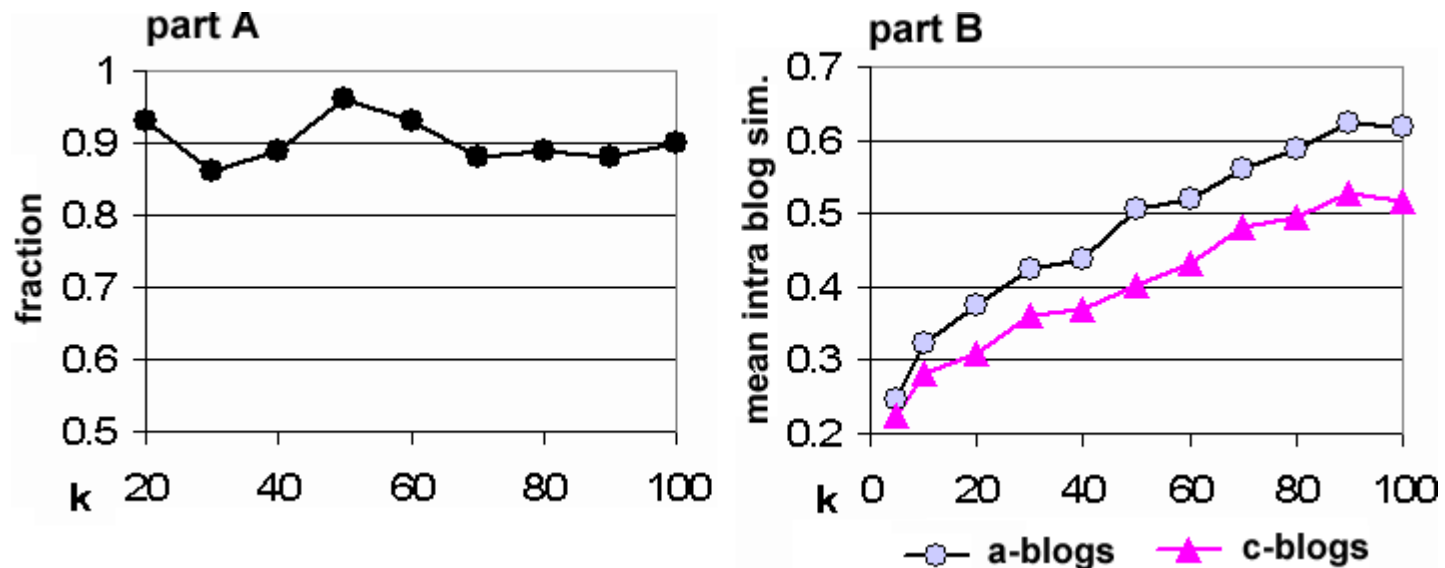 part A
fraction
1
0.9
0.8
0.7
0.6
0.5
k 20 40 60 80 100
part B
mean intra blog sim.
0.7
0.6
0.5
0.4
0.3
0.2
k 0 20 40 60 80 100
a-blogs c-blogs